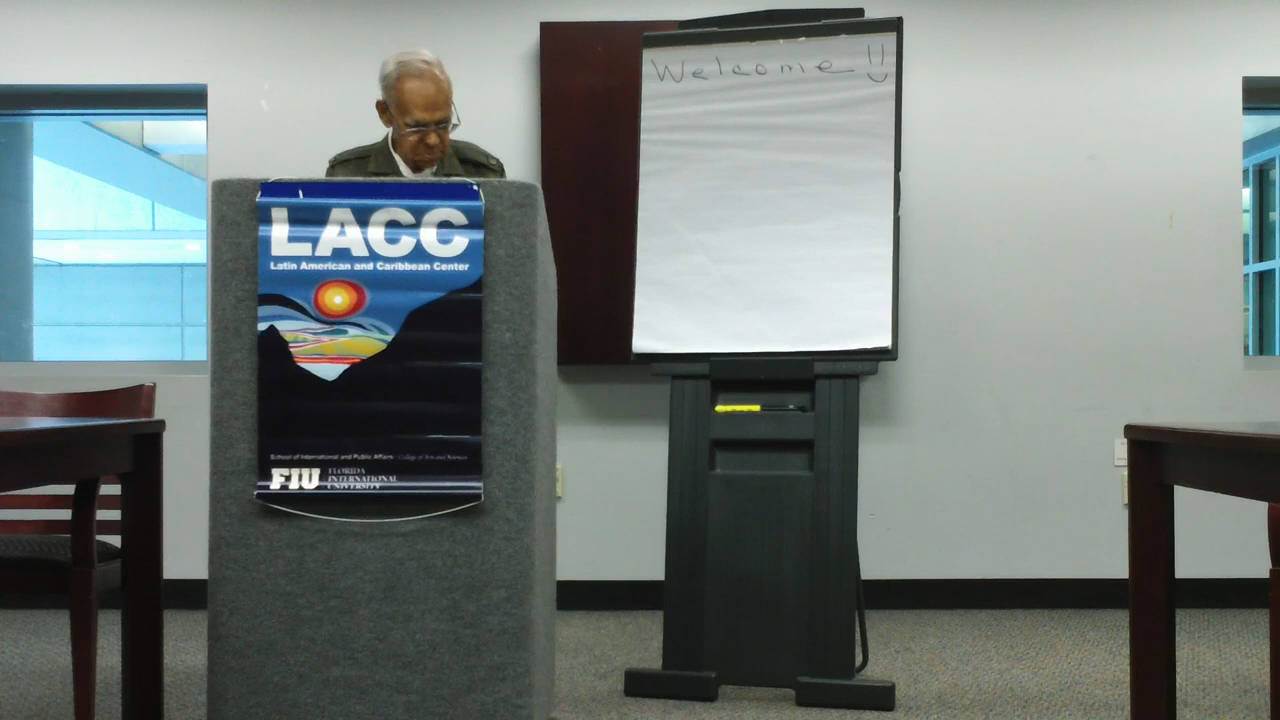 Welcome!!
LACC
Latin American and Caribbean Center
School of International and Public Affairs | College of Arts and Sciences
FIU
FLORIDA
INTERNATIONAL
UNIVERSITY